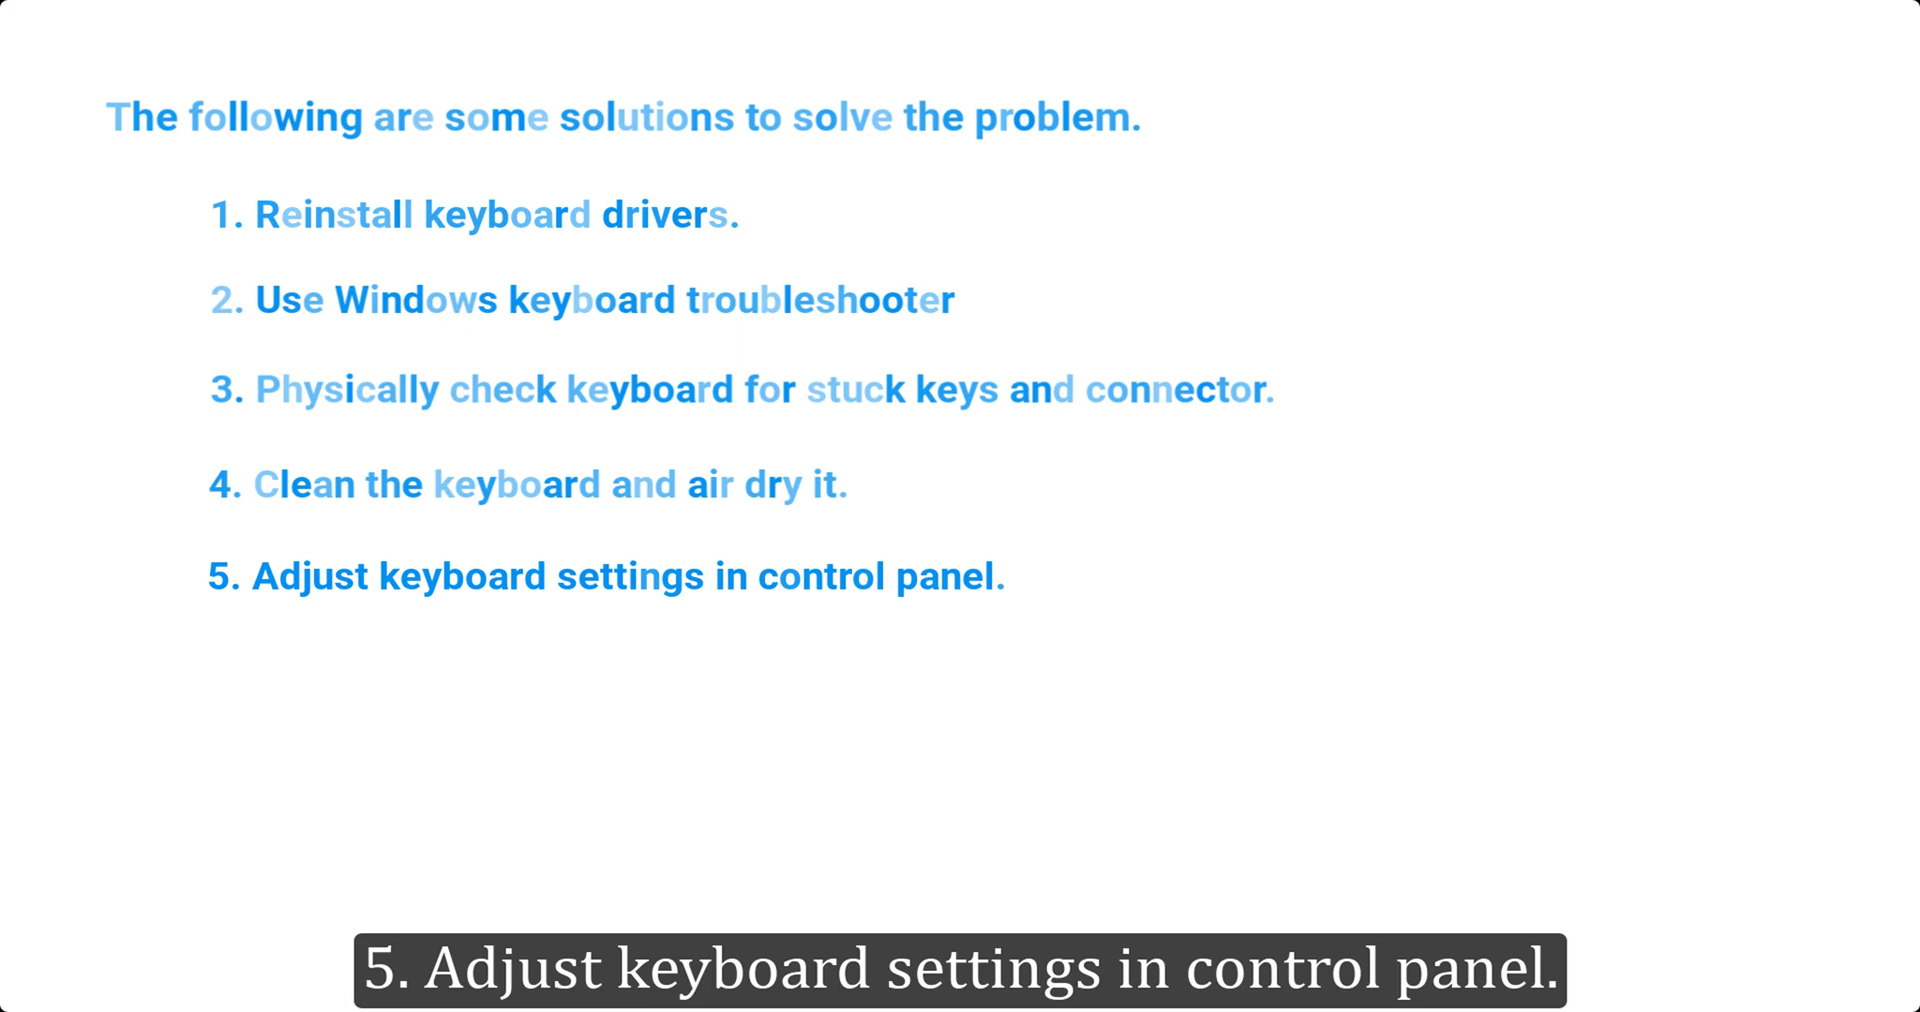 The following are some solutions to solve the problem.
1. Reinstall keyboard drivers.
2. Use Windows keyboard troubleshooter
3. Physically check keyboard for stuck keys and connector.
4. Clean the keyboard and air dry it.
5. Adjust keyboard settings in control panel.
5. Adjust keyboard settings in control panel.